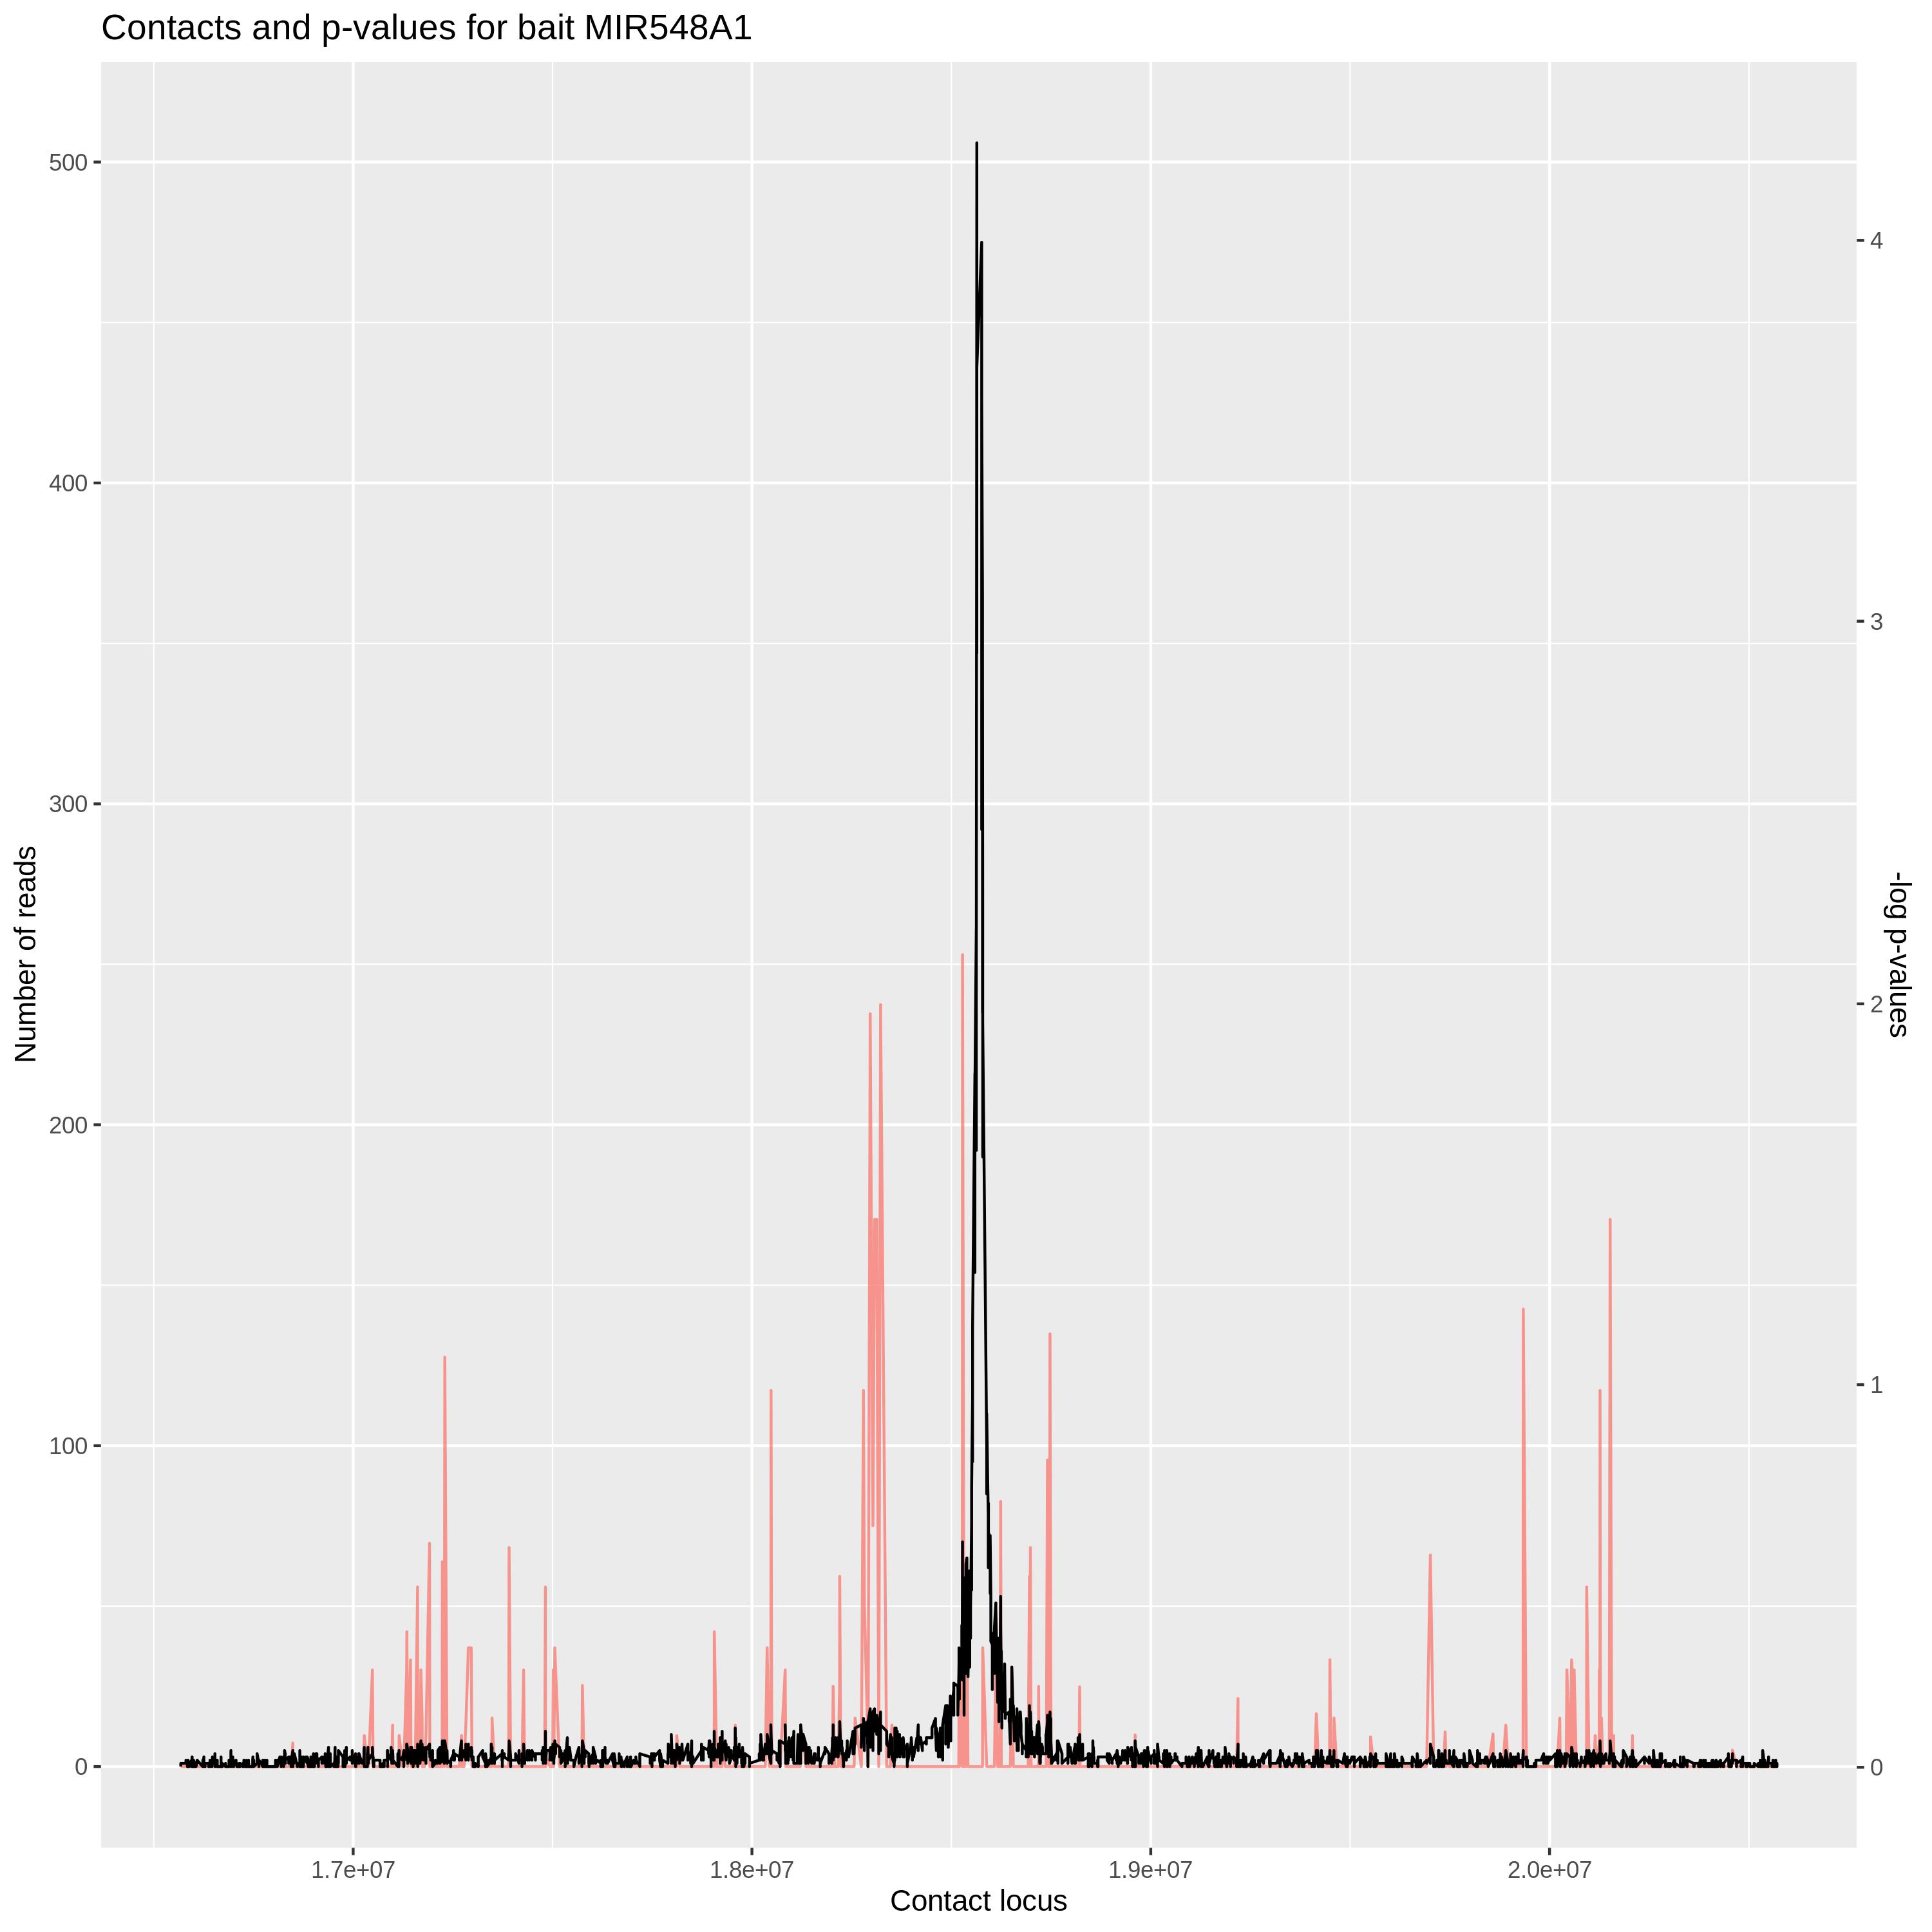 Contacts and p-values for bait MIR548A1
500
400
300
200
100
0
Number of reads
4
3
2
1
0
-log p-values
1.7e+07
1.8e+07
1.9e+07
2.0e+07
Contact locus